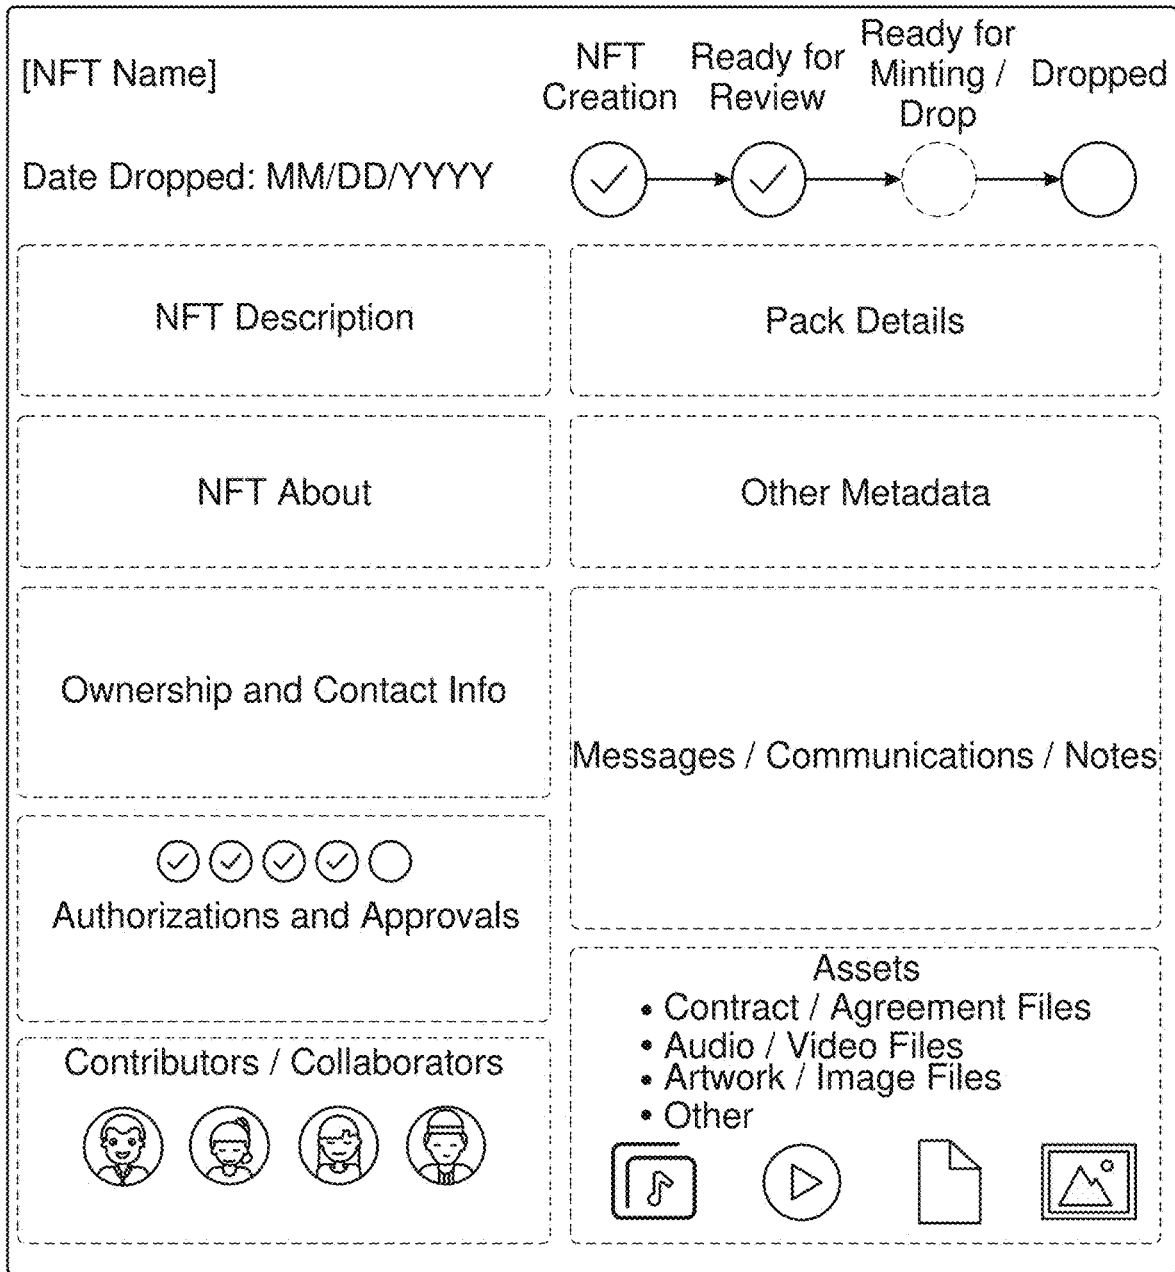 [NFT Name]
Date Dropped: MM/DD/YYYY
NFT
Creation
Ready for
Review
Ready for
Minting /
Drop
Dropped
NFT Description
Pack Details
NFT About
Other Metadata
Ownership and Contact Info
Messages / Communications / Notes
Authorizations and Approvals
Contributors / Collaborators
Assets
• Contract / Agreement Files
• Audio / Video Files
• Artwork / Image Files
• Other